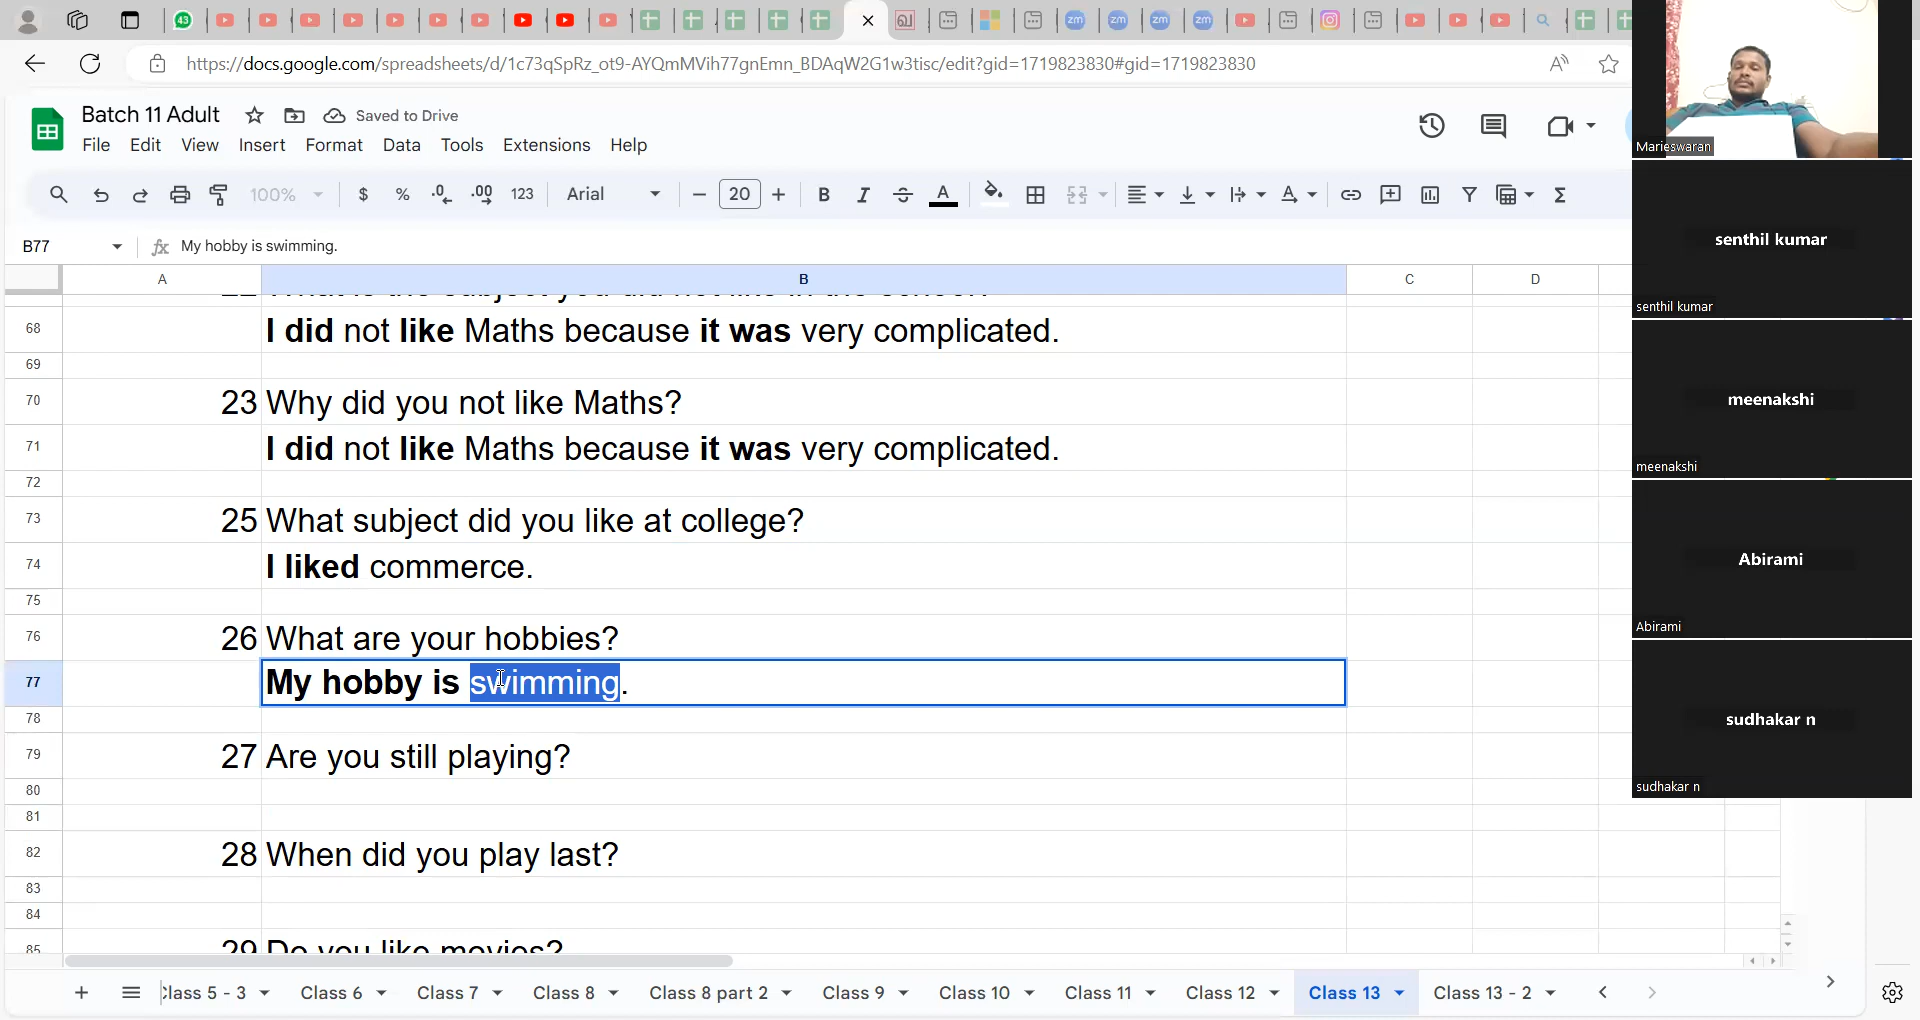 43
https://docs.google.com/spreadsheets/d/1c73qSpRz_ot9-AYQmMVih77gnEmn_BDAqW2G1w3tisc/edit?gid=1719823830#gid=1719823830
Batch 11 Adult
Saved to Drive
File Edit View Insert Format Data Tools Extensions Help
100% $ % .0 .00 123 Arial 20 B I A Σ
B77 fx My hobby is swimming.
A B C D
68 I did not like Maths because it was very complicated.
69
70 23 Why did you not like Maths?
71 I did not like Maths because it was very complicated.
72
73 25 What subject did you like at college?
74 I liked commerce.
75
76 26 What are your hobbies?
77 My hobby is swimming.
78
79 27 Are you still playing?
80
81
82 28 When did you play last?
83
84
85 29 Do you like movies?
Class 6 Class 7 Class 8 Class 8 part 2 Class 9 Class 10 Class 11 Class 12 Class 13 Class 13 - 2
Marieswaran
senthil kumar
senthil kumar
meenakshi
meenakshi
Abirami
Abirami
sudhakar n
sudhakar n